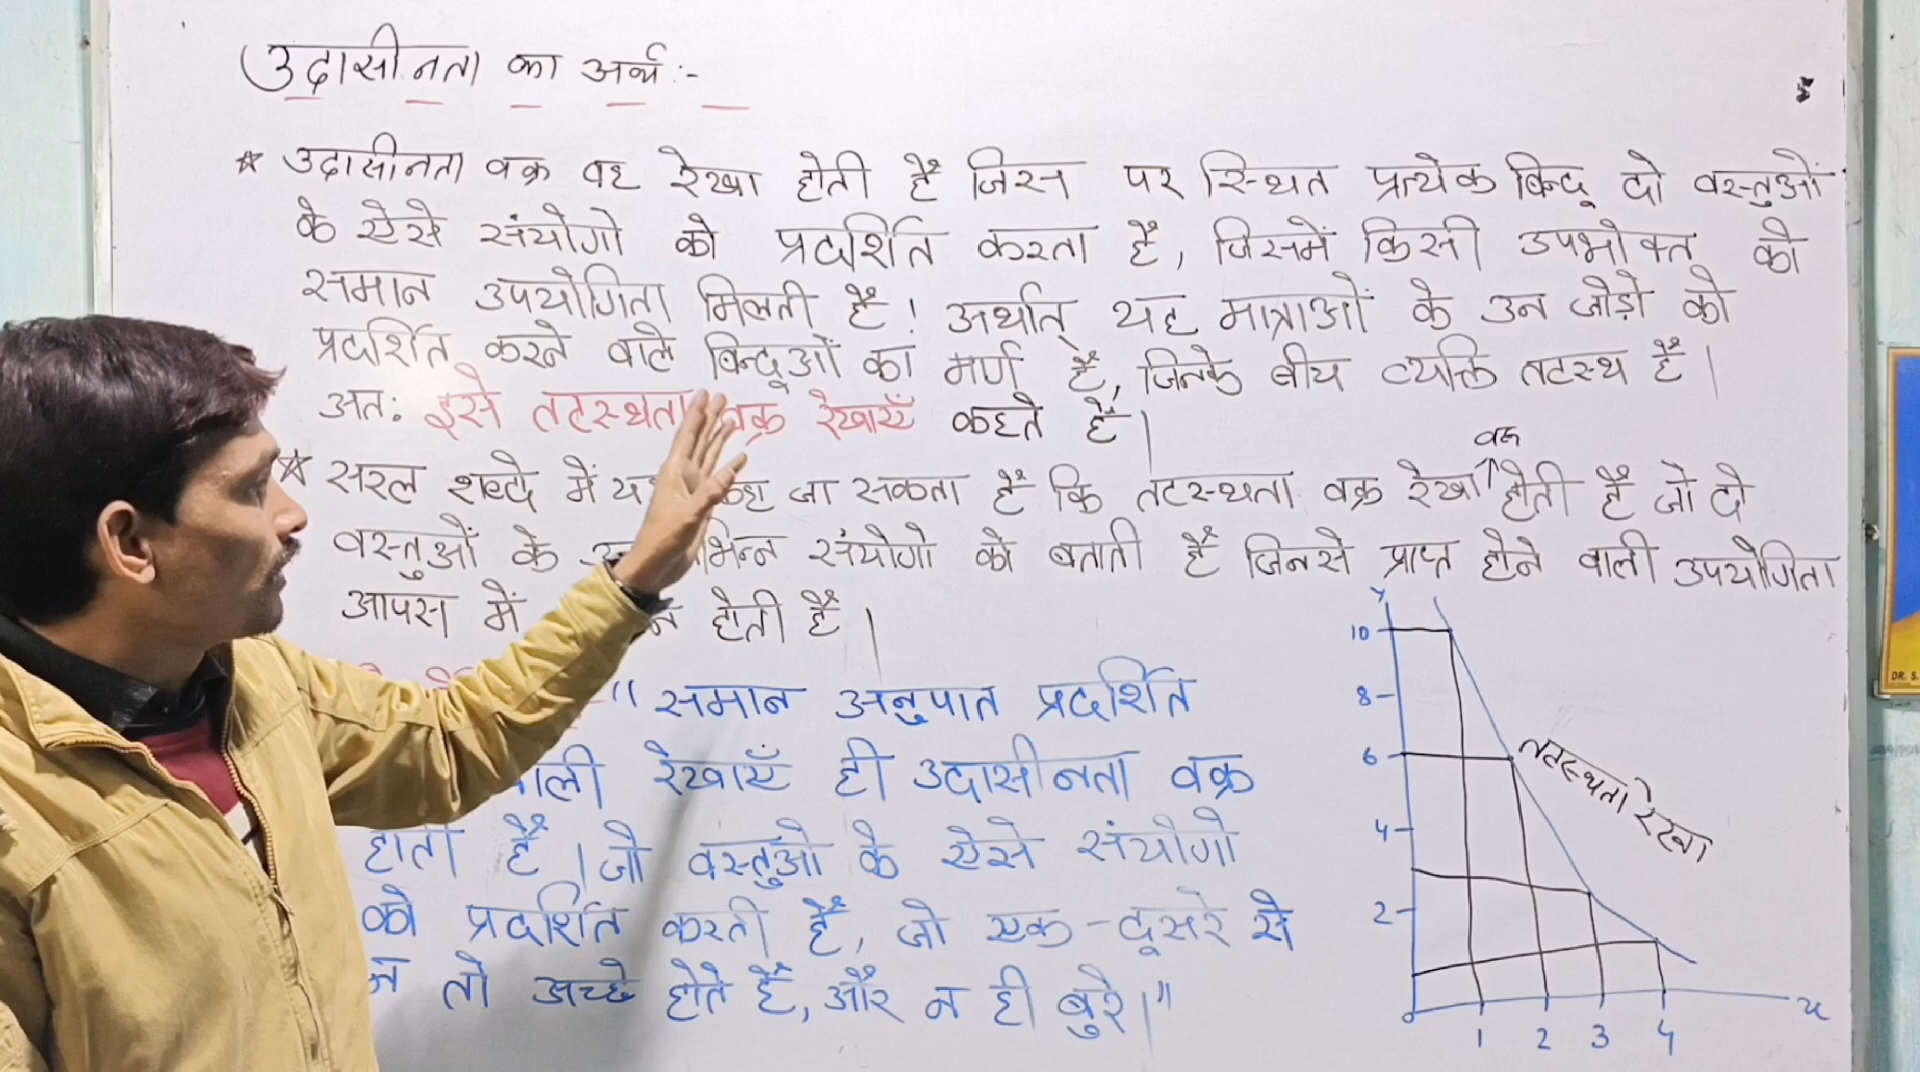 उदासीनता का अर्थ :-
* उदासीनता वक्र वह रेखा होती है जिस पर स्थित प्रत्येक बिन्दू दो वस्तुओं
के ऐसे संयोगो को प्रदर्शित करता है, जिसमें किसी उपभोक्त को
समान उपयोगिता मिलती है! अर्थात् यह मात्राओं के उन जोड़ो को
प्रदर्शित करने वाले बिन्दूओं का मार्ग है, जिनके बीच व्यक्ति तटस्थ है|
अतः इसे तटस्थता वक्र रेखाएँ कहते है|
वह
* सरल शब्दो में कहा जा सकता है कि तटस्थता वक्र रेखा होती है जो दो
वस्तुओं के संयोगो को बताती है जिनसे प्राप्त होने वाली उपयोगिता
आपस में होती है|
"समान अनुपात प्रदर्शित
वाली रेखाएँ ही उदासीनता वक्र
होती है| जो वस्तुओ के ऐसे संयोगो
को प्रदर्शित करती है, जो एक-दूसरे से
न तो अच्छे होते है, और न ही बुरे|"
y
10
8
6
4
2
0
1 2 3 4
x
तटस्थता रेखा
DR. S.